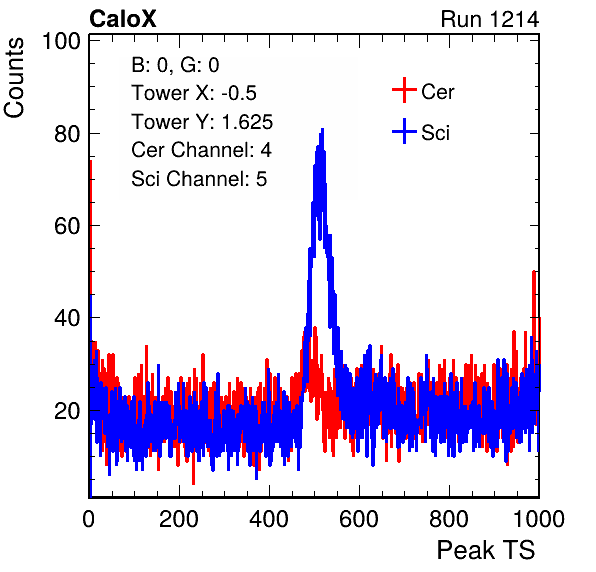 CaloX Run 1214
Counts
100
80
60
40
20
B: 0, G: 0
Tower X: -0.5
Tower Y: 1.625
Cer Channel: 4
Sci Channel: 5
Cer
Sci
0 200 400 600 800 1000
Peak TS